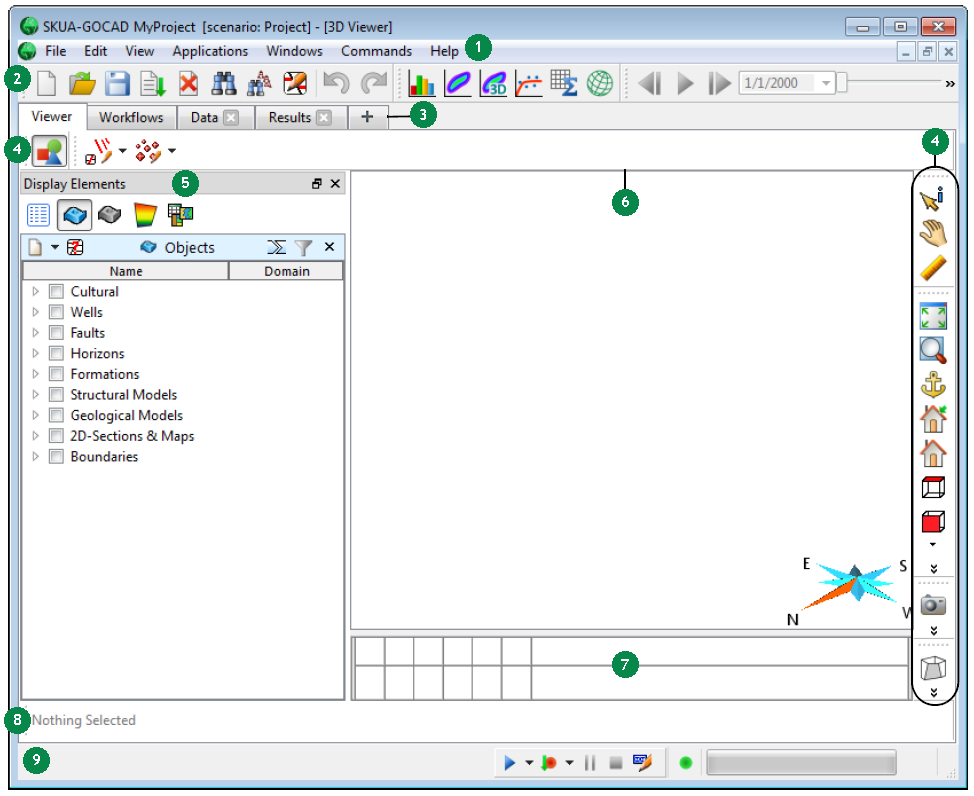 SKUA-GOCAD MyProject [scenario: Project] - [3D Viewer]
File Edit View Applications Windows Commands Help 1
2 3D 1/1/2000 »
Viewer Workflows Data Results + 3
4 4
Display Elements 5
6
Objects
Name Domain
Cultural
Wells
Faults
Horizons
Formations
Structural Models
Geological Models
2D-Sections & Maps
Boundaries
E S
N W
7
8 Nothing Selected
9